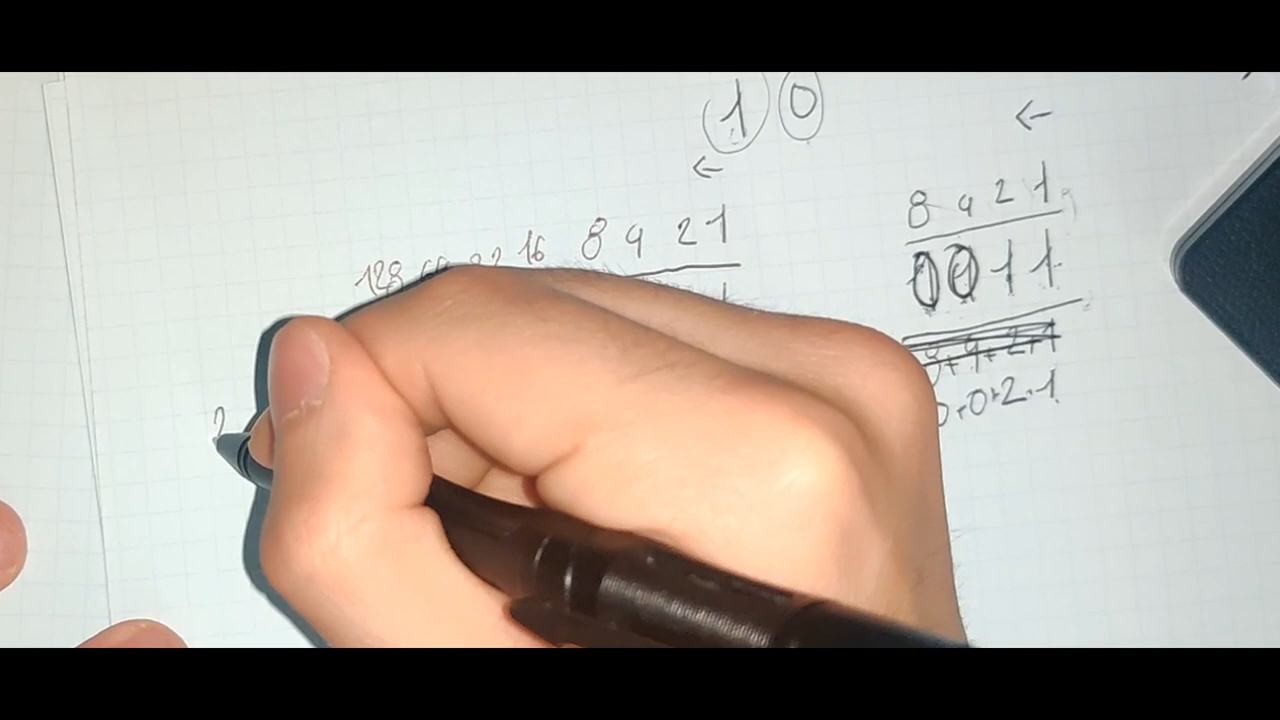 1 0
←
←
8 4 2 1
128 16 8 4 2 1
0 0 1 1
8+4+2+1
0+0+2+1
2